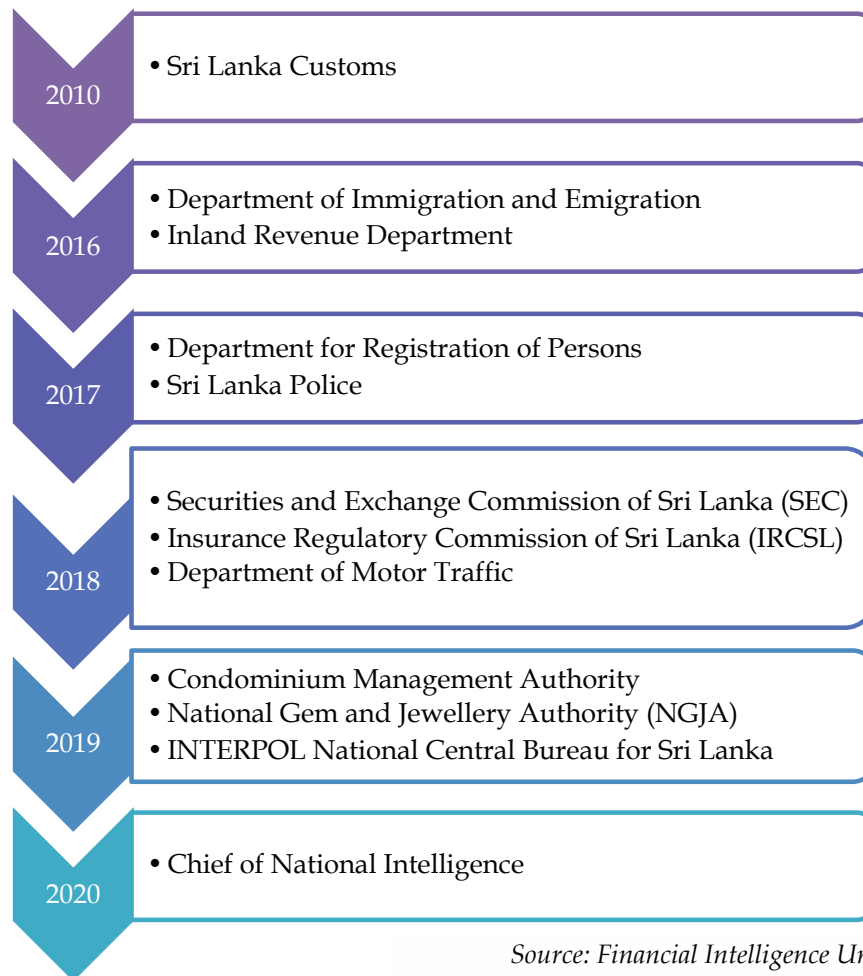 2010
• Sri Lanka Customs
2016
• Department of Immigration and Emigration
• Inland Revenue Department
2017
• Department for Registration of Persons
• Sri Lanka Police
2018
• Securities and Exchange Commission of Sri Lanka (SEC)
• Insurance Regulatory Commission of Sri Lanka (IRCSL)
• Department of Motor Traffic
2019
• Condominium Management Authority
• National Gem and Jewellery Authority (NGJA)
• INTERPOL National Central Bureau for Sri Lanka
2020
• Chief of National Intelligence
Source: Financial Intelligence